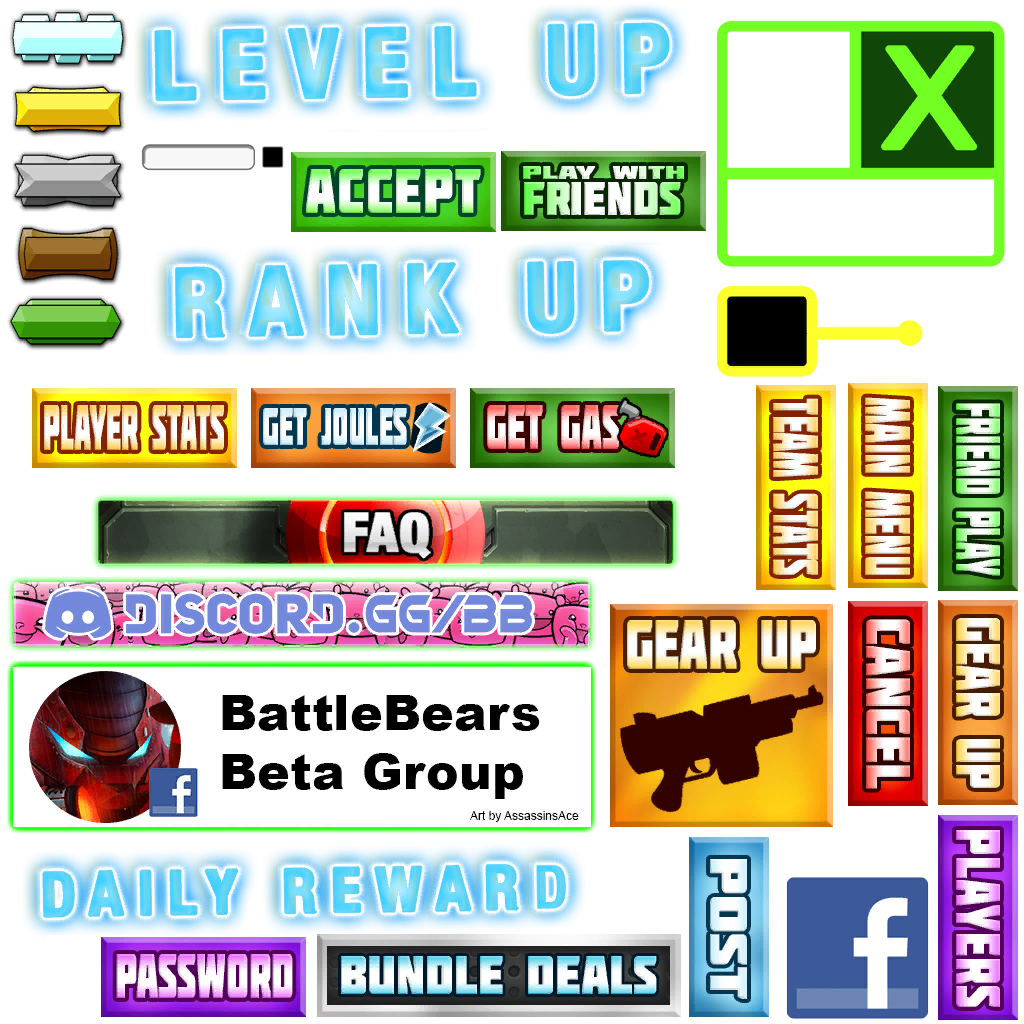 LEVEL UP
X
ACCEPT
PLAY WITH
FRIENDS
RANK UP
PLAYER STATS
GET JOULES
GET GAS
TEAM STATS
MAIN MENU
FRIEND PLAY
FAQ
DISCORD.GG/BB
GEAR UP
CANCEL
GEAR UP
BattleBears
Beta Group
f
Art by AssassinsAce
DAILY REWARD
POST
f
PLAYERS
PASSWORD
BUNDLE DEALS